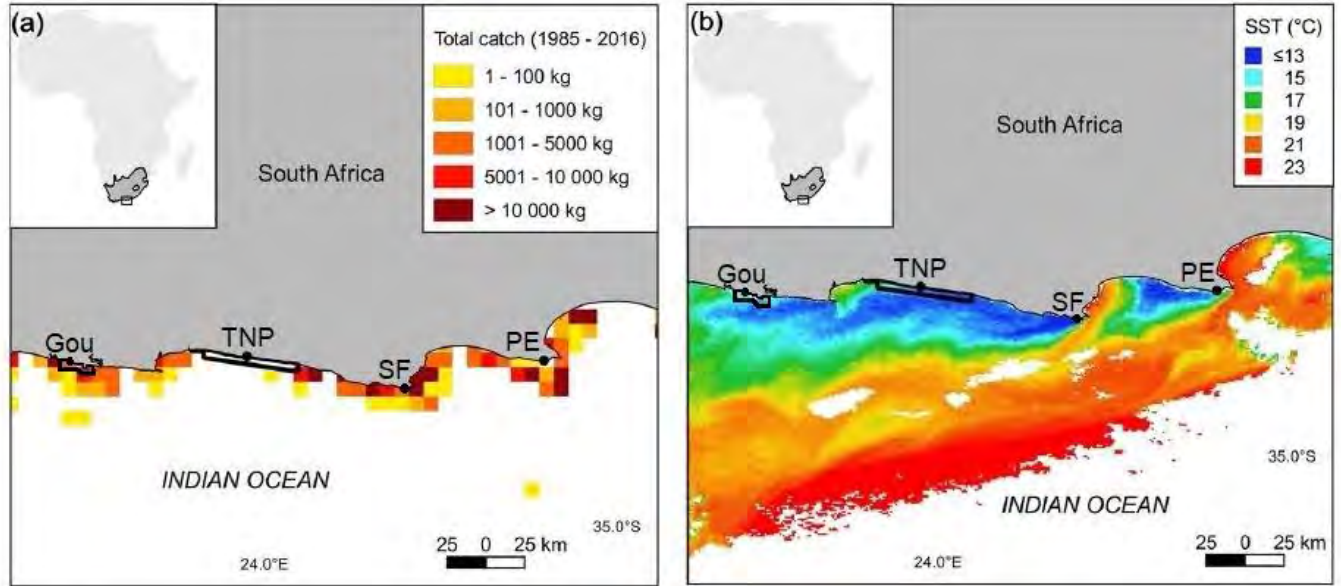 (a)
Total catch (1985 - 2016)
1 - 100 kg
101 - 1000 kg
1001 - 5000 kg
5001 - 10 000 kg
> 10 000 kg
South Africa
Gou
TNP
SF
PE
INDIAN OCEAN
35.0°S
24.0°E
25 0 25 km
(b)
SST (°C)
≤13
15
17
19
21
23
South Africa
Gou
TNP
SF
PE
35.0°S
INDIAN OCEAN
24.0°E
25 0 25 km